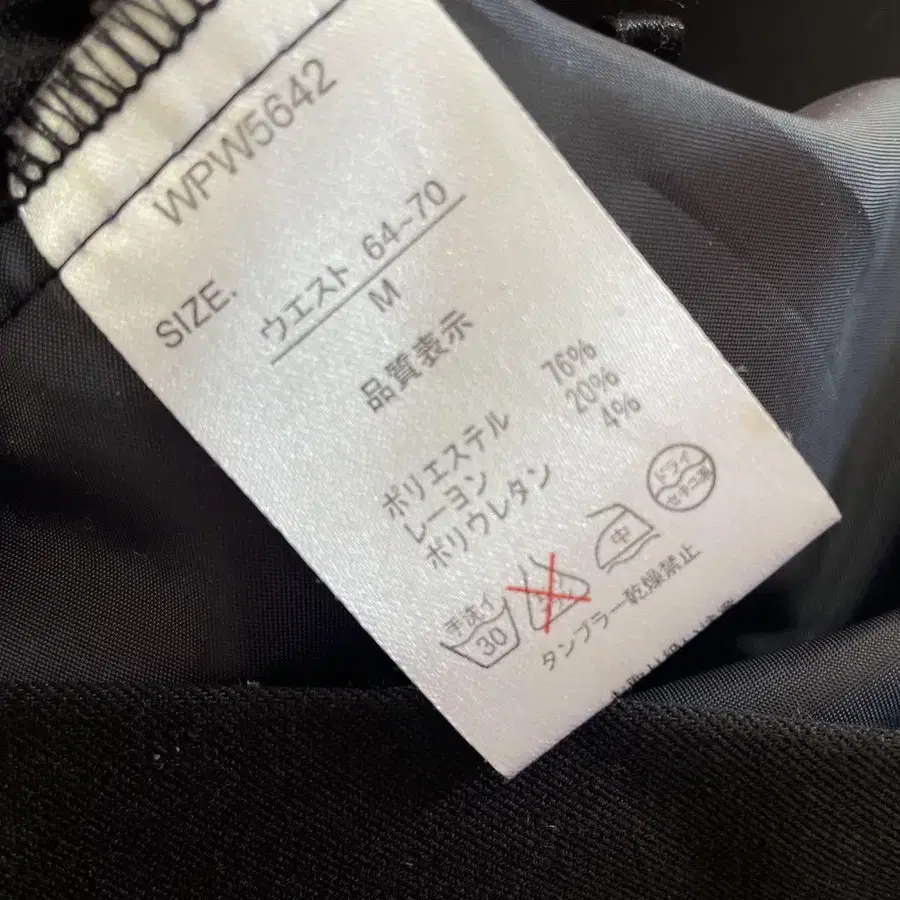 WPW5642
SIZE.
ウエスト 64~70
M
品質表示
ポリエステル 76%
レーヨン 20%
ポリウレタン 4%
手洗イ
30
中
ドライ
タンブラー乾燥禁止